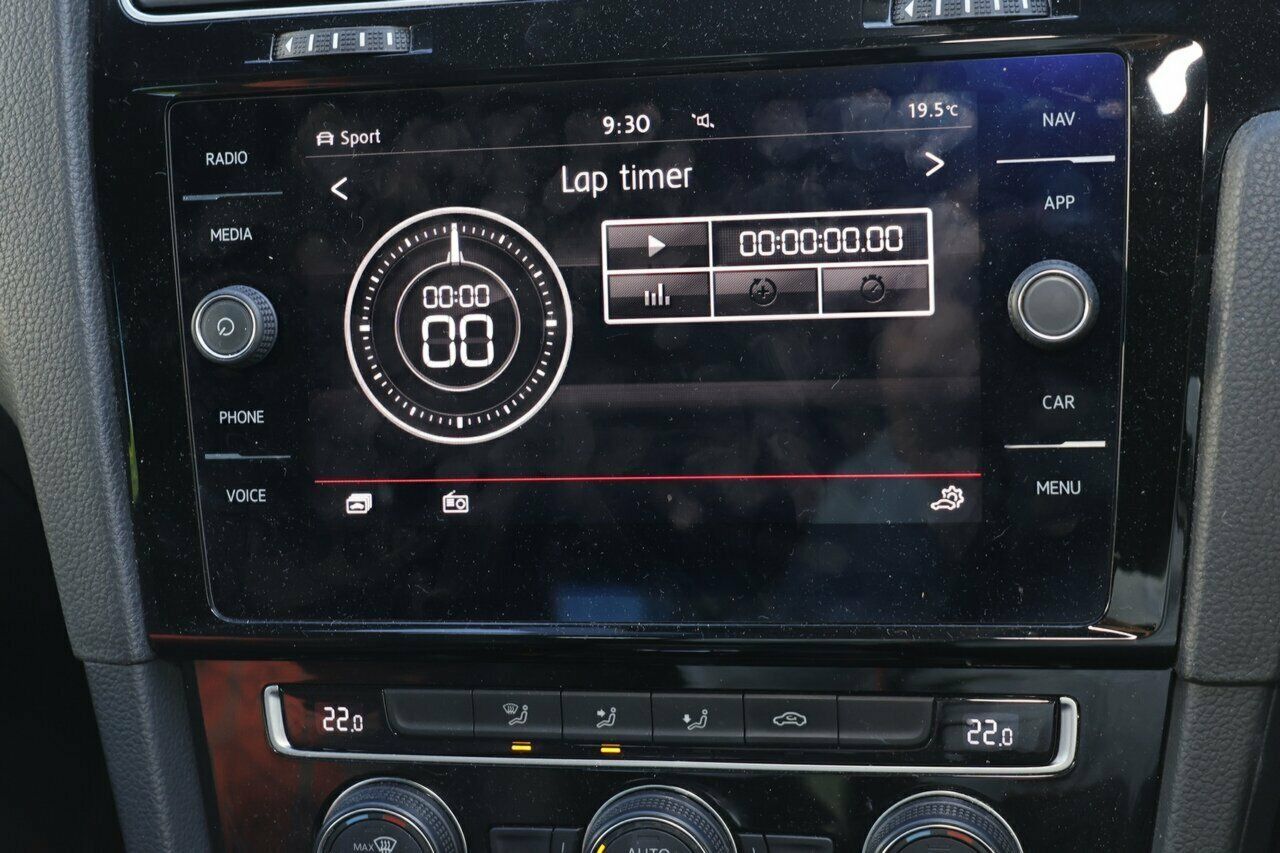 Sport 9:30 19.5°C
RADIO
MEDIA
PHONE
VOICE
Lap timer
00:00
00
00:00:00.00
NAV
APP
CAR
MENU
22.0
22.0
MAX
AUTO